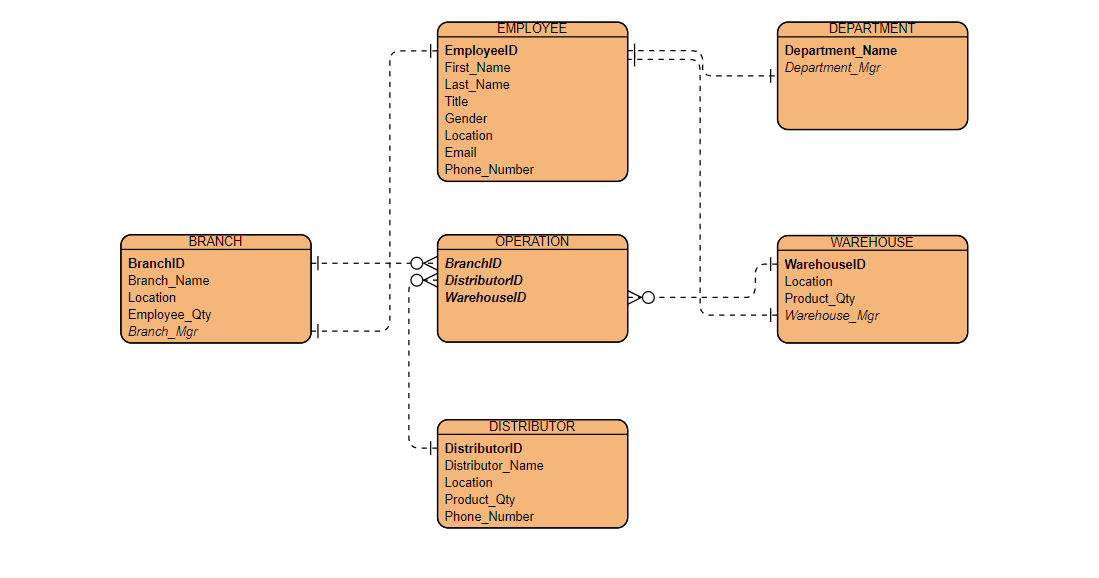 EMPLOYEE
EmployeeID
First_Name
Last_Name
Title
Gender
Location
Email
Phone_Number
DEPARTMENT
Department_Name
Department_Mgr
BRANCH
BranchID
Branch_Name
Location
Employee_Qty
Branch_Mgr
OPERATION
BranchID
DistributorID
WarehouseID
WAREHOUSE
WarehouseID
Location
Product_Qty
Warehouse_Mgr
DISTRIBUTOR
DistributorID
Distributor_Name
Location
Product_Qty
Phone_Number